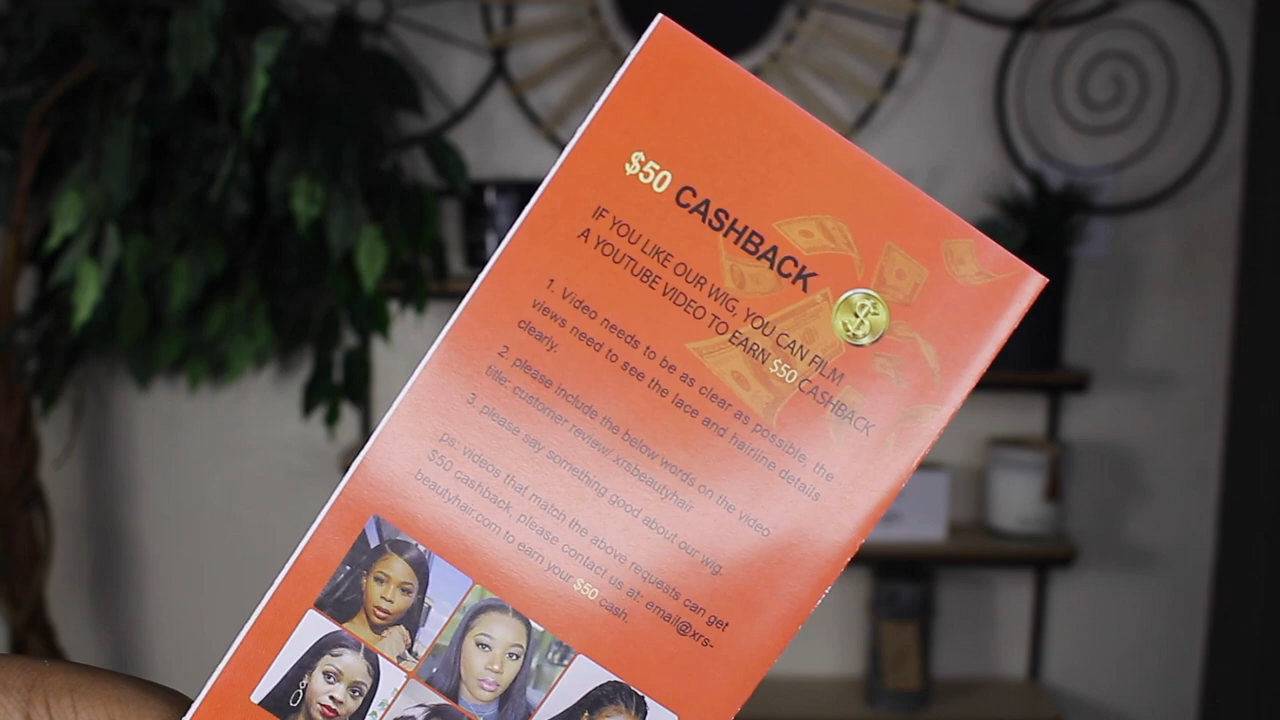 $50 CASHBACK
IF YOU LIKE OUR WIG, YOU CAN FILM
A YOUTUBE VIDEO TO EARN $50 CASHBACK
1. Video needs to be as clear as possible, the
views need to see the lace and hairline details
clearly.
2. please include the below words on the video
title: customer review/ xrsbeautyhair
3. please say something good about our wig.
ps: videos that match the above requests can get
$50 cashback, please contact us at: email@xrs-
beautyhair.com to earn your $50 cash.